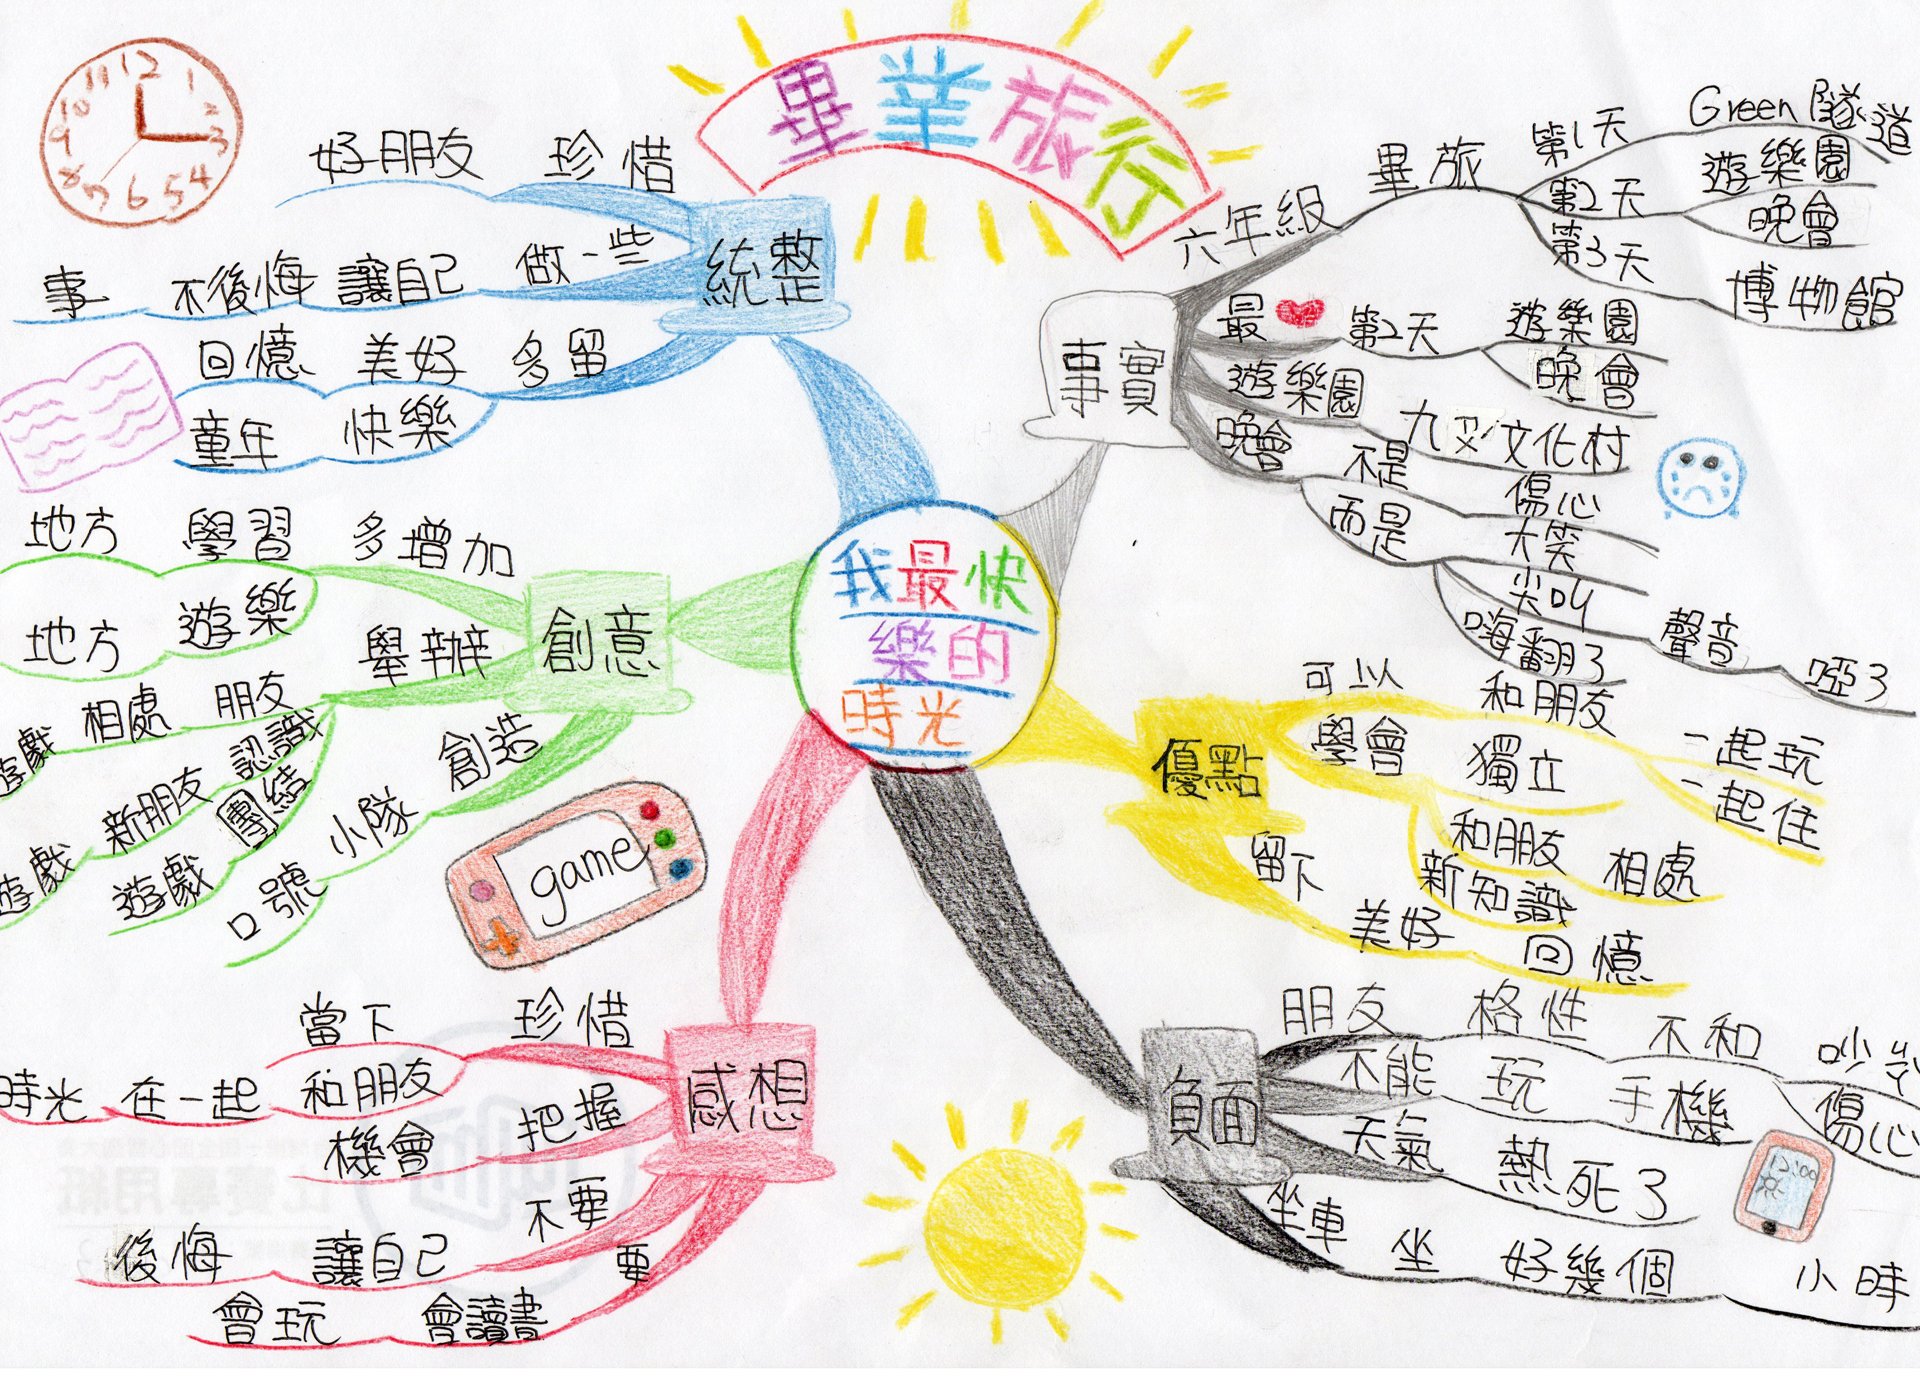 畢業旅行
我最快
樂的
時光
12
1
2
3
4
5
6
7
8
9
10
11
事實
六年級 畢旅
第1天 Green隧道
第2天 遊樂園
晚會
第3天 博物館
最 第2天 遊樂園
晚會
遊樂園 九 文化村
晚會 不是 傷心
而是 大笑
尖叫 聲音 啞了
嗨翻了
優點
可以 和朋友 一起玩
一起住
學會 獨立
和朋友 相處
新知識
留下 美好 回憶
負面
朋友 格性 不和 吵
傷心
不能 玩 手機
天氣 熱死了
坐車 坐 好幾個 小時
12:00
感想
珍惜 當下
和朋友 在一起 時光
把握 機會
不要 讓自己 後悔
要 會讀書 會玩
創意
多增加 學習 地方
遊樂 地方
舉辦 朋友 相處 遊戲
認識 新朋友 遊戲
團結 遊戲
創造 小隊 口號
game
統整
珍惜 好朋友
做一些 讓自己 不後悔 事
多留 美好 回憶
快樂 童年